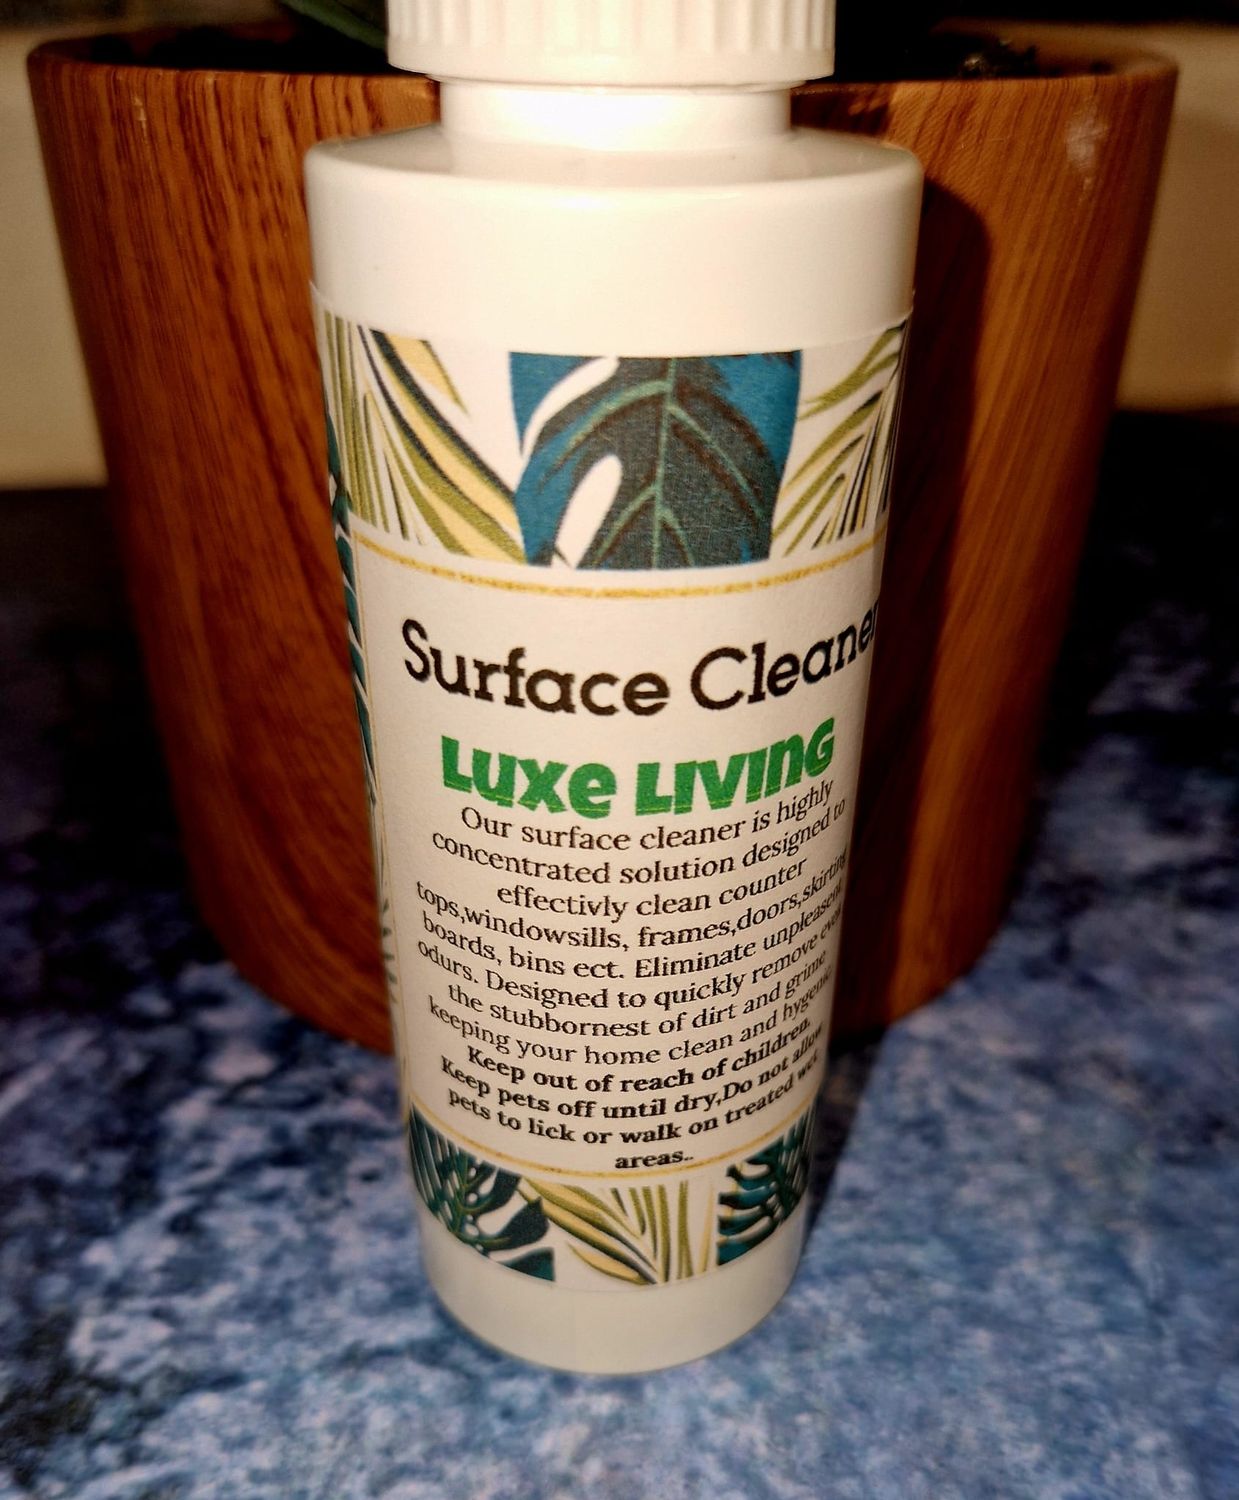 Surface Cleaner
Luxe Living
Our surface cleaner is highly
concentrated solution designed to
effectivly clean counter
tops,windowsills, frames,doors,skirting
boards, bins ect. Eliminate unpleasent
odurs. Designed to quickly remove even
the stubbornest of dirt and grime
keeping your home clean and hygenic
Keep out of reach of children.
Keep pets off until dry,Do not allow
pets to lick or walk on treated wet
areas..